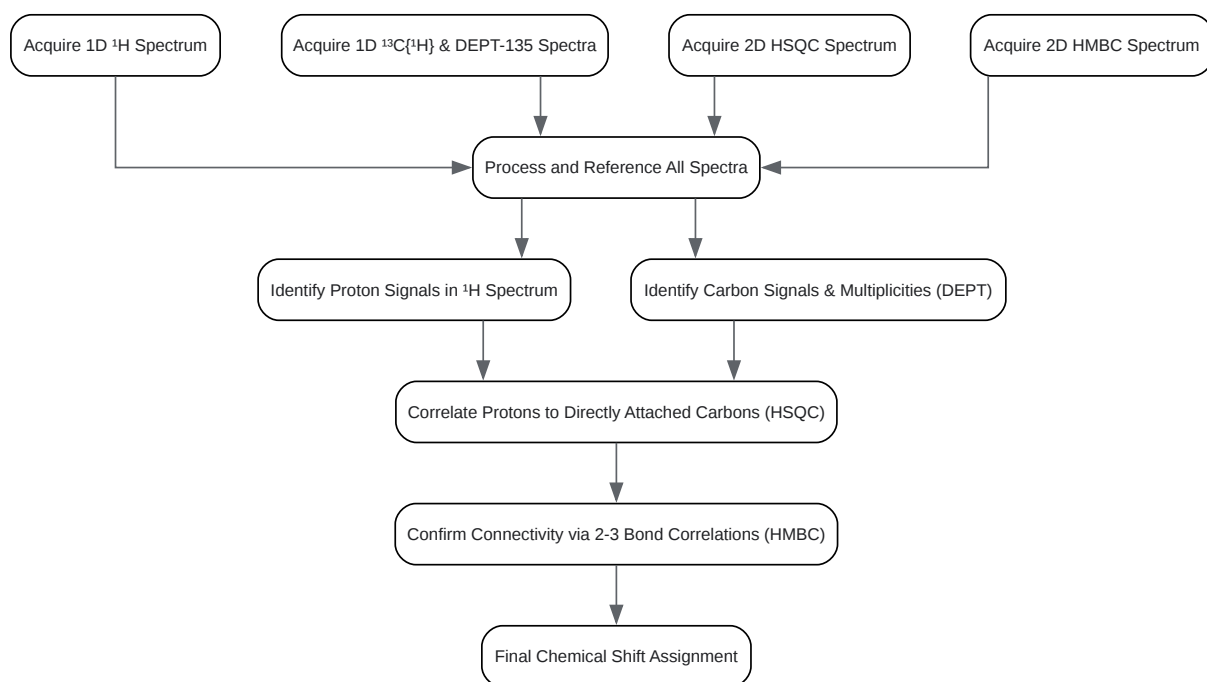 Acquire 1D ¹H Spectrum
Acquire 1D ¹³C{¹H} & DEPT-135 Spectra
Acquire 2D HSQC Spectrum
Acquire 2D HMBC Spectrum
Process and Reference All Spectra
Identify Proton Signals in ¹H Spectrum
Identify Carbon Signals & Multiplicities (DEPT)
Correlate Protons to Directly Attached Carbons (HSQC)
Confirm Connectivity via 2-3 Bond Correlations (HMBC)
Final Chemical Shift Assignment